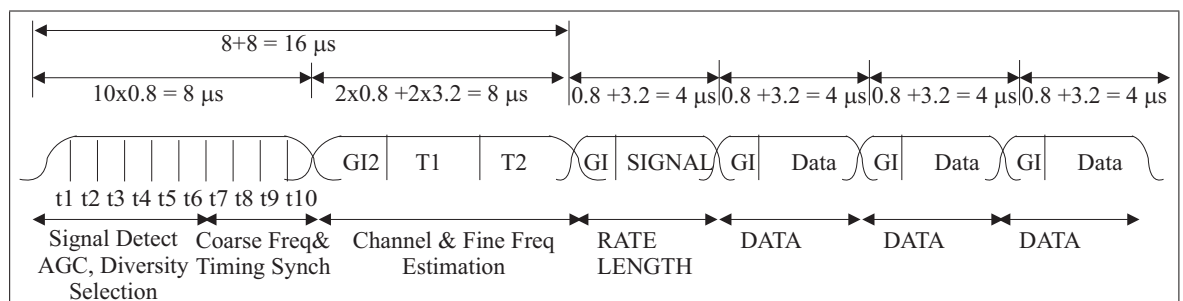 8+8 = 16 μs
10x0.8 = 8 μs 2x0.8 +2x3.2 = 8 μs 0.8 +3.2 = 4 μs 0.8 +3.2 = 4 μs 0.8 +3.2 = 4 μs 0.8 +3.2 = 4 μs
GI2 T1 T2 GI SIGNAL GI Data GI Data GI Data
t1 t2 t3 t4 t5 t6 t7 t8 t9 t10
Signal Detect Coarse Freq& Channel & Fine Freq RATE DATA DATA DATA
AGC, Diversity Timing Synch Estimation LENGTH
Selection